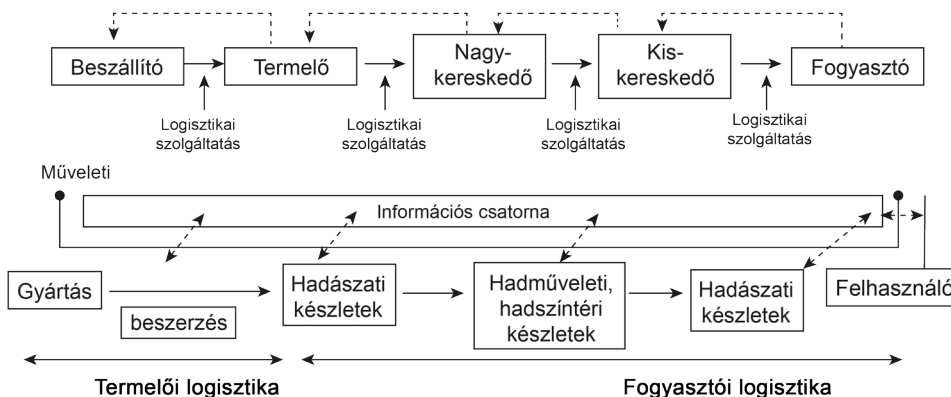 Beszállító
Termelő
Nagy-
kereskedő
Kis-
kereskedő
Fogyasztó
Logisztikai
szolgáltatás
Logisztikai
szolgáltatás
Logisztikai
szolgáltatás
Logisztikai
szolgáltatás
Műveleti
Információs csatorna
Gyártás
beszerzés
Hadászati
készletek
Hadműveleti,
hadszíntéri
készletek
Hadászati
készletek
Felhasználó
Termelői logisztika
Fogyasztói logisztika